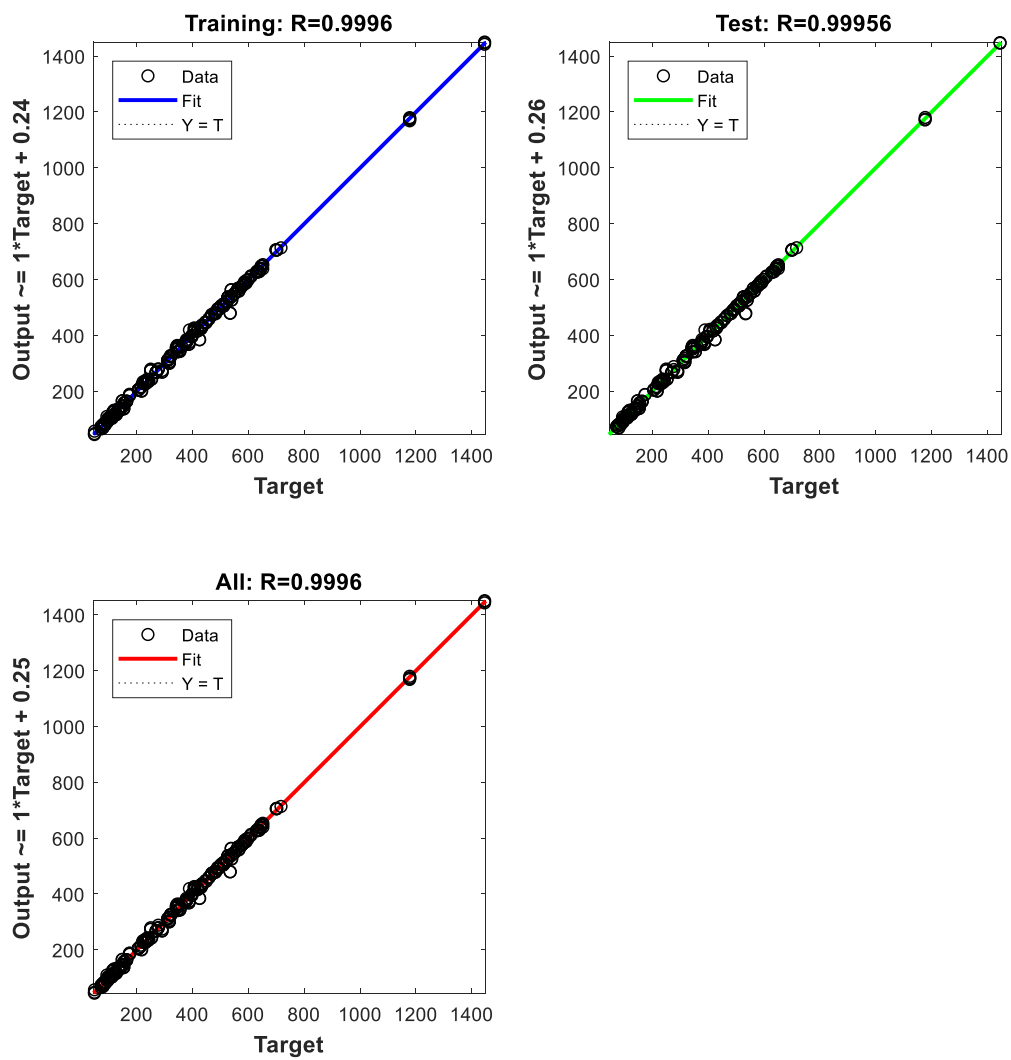 Training: R=0.9996
Output ~= 1*Target + 0.24
1400
1200
1000
800
600
400
200
Data
Fit
Y = T
200 400 600 800 1000 1200 1400
Target
Test: R=0.99956
Output ~= 1*Target + 0.26
1400
1200
1000
800
600
400
200
Data
Fit
Y = T
200 400 600 800 1000 1200 1400
Target
All: R=0.9996
Output ~= 1*Target + 0.25
1400
1200
1000
800
600
400
200
Data
Fit
Y = T
200 400 600 800 1000 1200 1400
Target